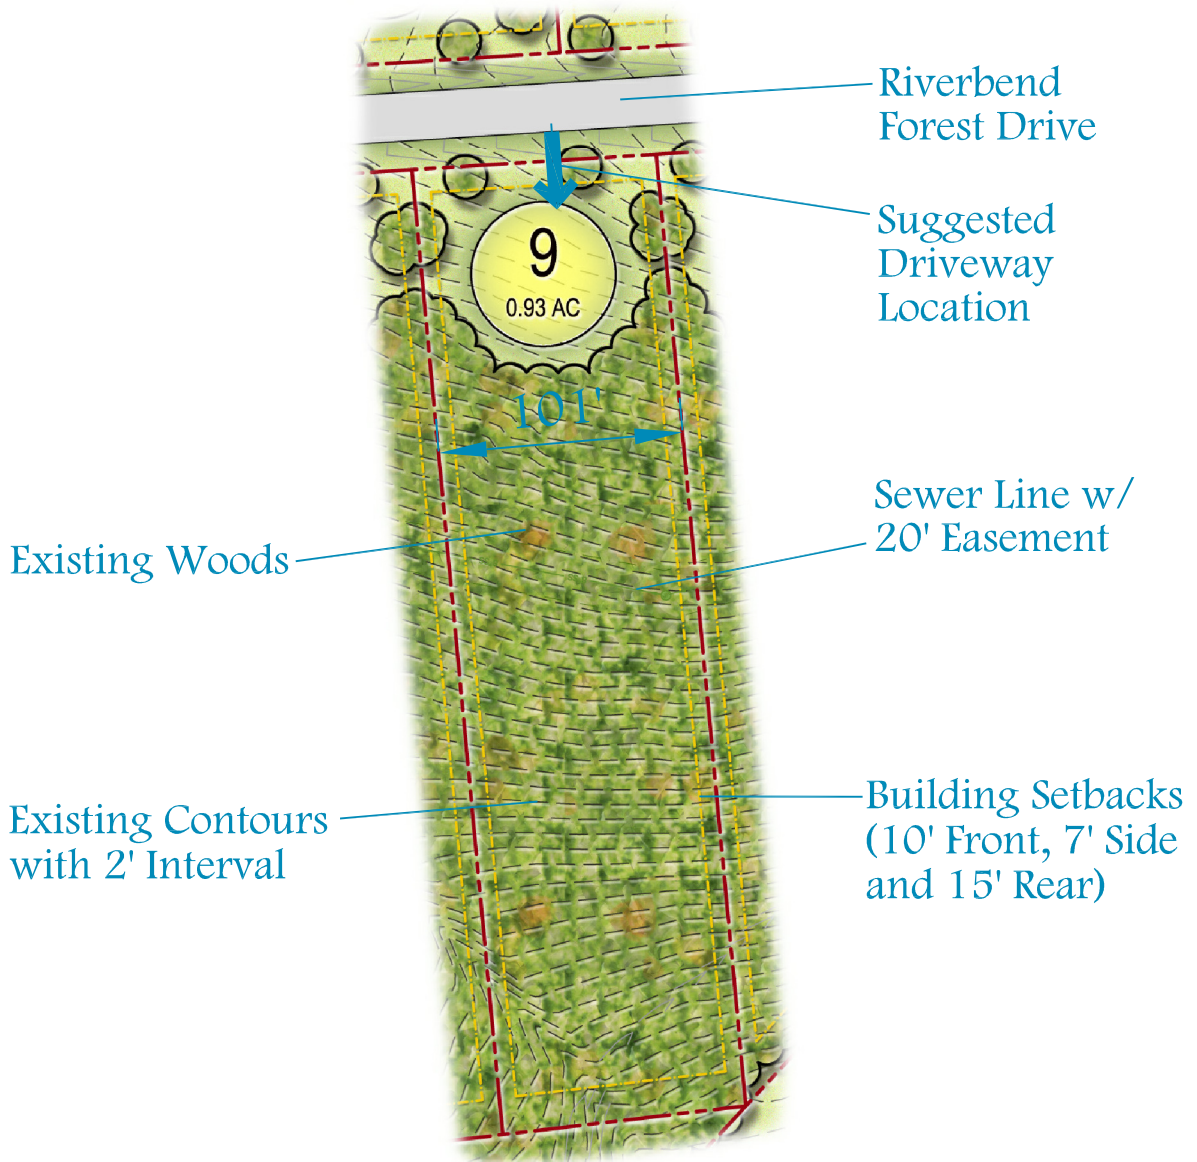 Riverbend
Forest Drive
Suggested
Driveway
Location
9
0.93 AC
101'
Sewer Line w/
20' Easement
Existing Woods
Building Setbacks
(10' Front, 7' Side
and 15' Rear)
Existing Contours
with 2' Interval